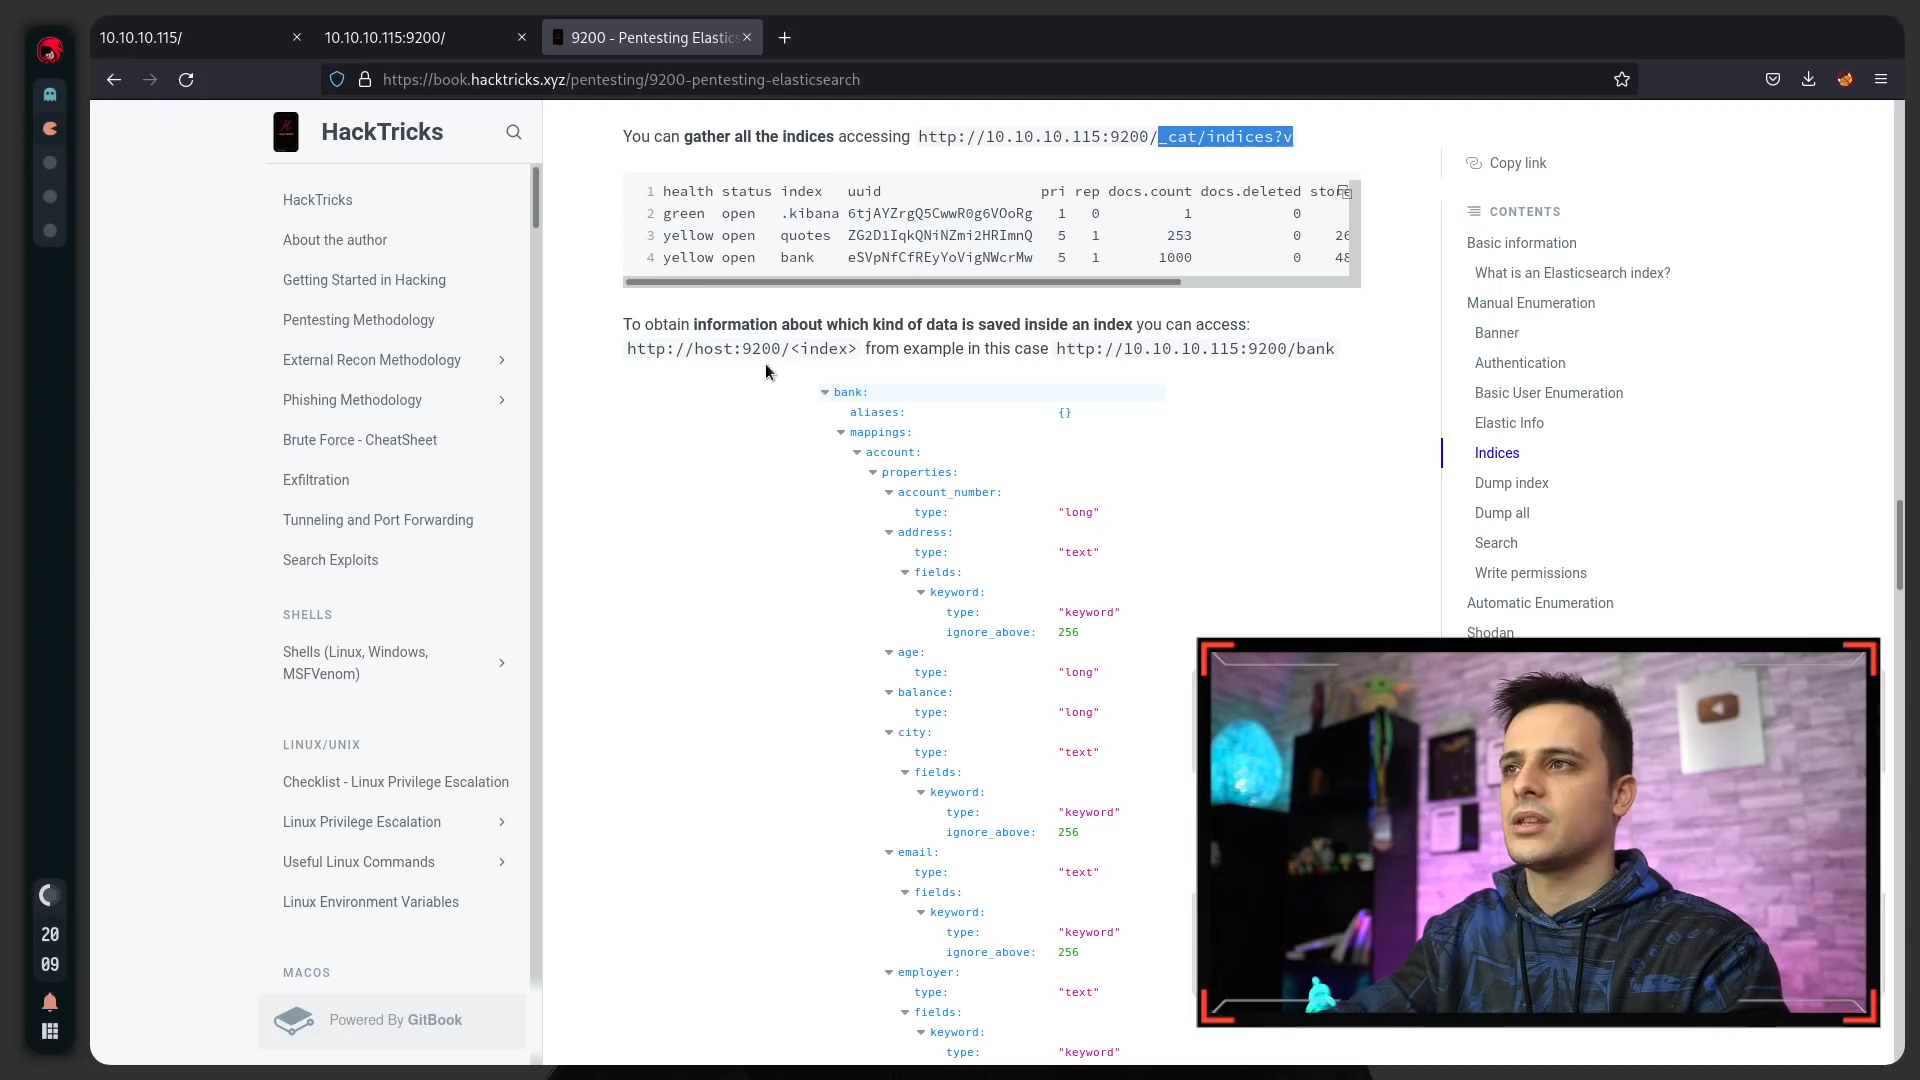 10.10.10.115/
10.10.10.115:9200/
9200 - Pentesting Elastic
https://book.hacktricks.xyz/pentesting/9200-pentesting-elasticsearch
HackTricks
HackTricks
About the author
Getting Started in Hacking
Pentesting Methodology
External Recon Methodology
Phishing Methodology
Brute Force - CheatSheet
Exfiltration
Tunneling and Port Forwarding
Search Exploits
SHELLS
Shells (Linux, Windows,
MSFVenom)
LINUX/UNIX
Checklist - Linux Privilege Escalation
Linux Privilege Escalation
Useful Linux Commands
Linux Environment Variables
MACOS
Powered By GitBook
20
09
You can gather all the indices accessing http://10.10.10.115:9200/_cat/indices?v
1 health status index uuid pri rep docs.count docs.deleted store
2 green open .kibana 6tjAYZrgQ5CwwR0g6VOoRg 1 0 1 0
3 yellow open quotes ZG2D1IqkQNiNZmi2HRImnQ 5 1 253 0 26
4 yellow open bank eSVpNfCfREyYoVigNWcrMw 5 1 1000 0 48
To obtain information about which kind of data is saved inside an index you can access:
http://host:9200/<index> from example in this case http://10.10.10.115:9200/bank
bank:
aliases: {}
mappings:
account:
properties:
account_number:
type: "long"
address:
type: "text"
fields:
keyword:
type: "keyword"
ignore_above: 256
age:
type: "long"
balance:
type: "long"
city:
type: "text"
fields:
keyword:
type: "keyword"
ignore_above: 256
email:
type: "text"
fields:
keyword:
type: "keyword"
ignore_above: 256
employer:
type: "text"
fields:
keyword:
type: "keyword"
Copy link
CONTENTS
Basic information
What is an Elasticsearch index?
Manual Enumeration
Banner
Authentication
Basic User Enumeration
Elastic Info
Indices
Dump index
Dump all
Search
Write permissions
Automatic Enumeration
Shodan